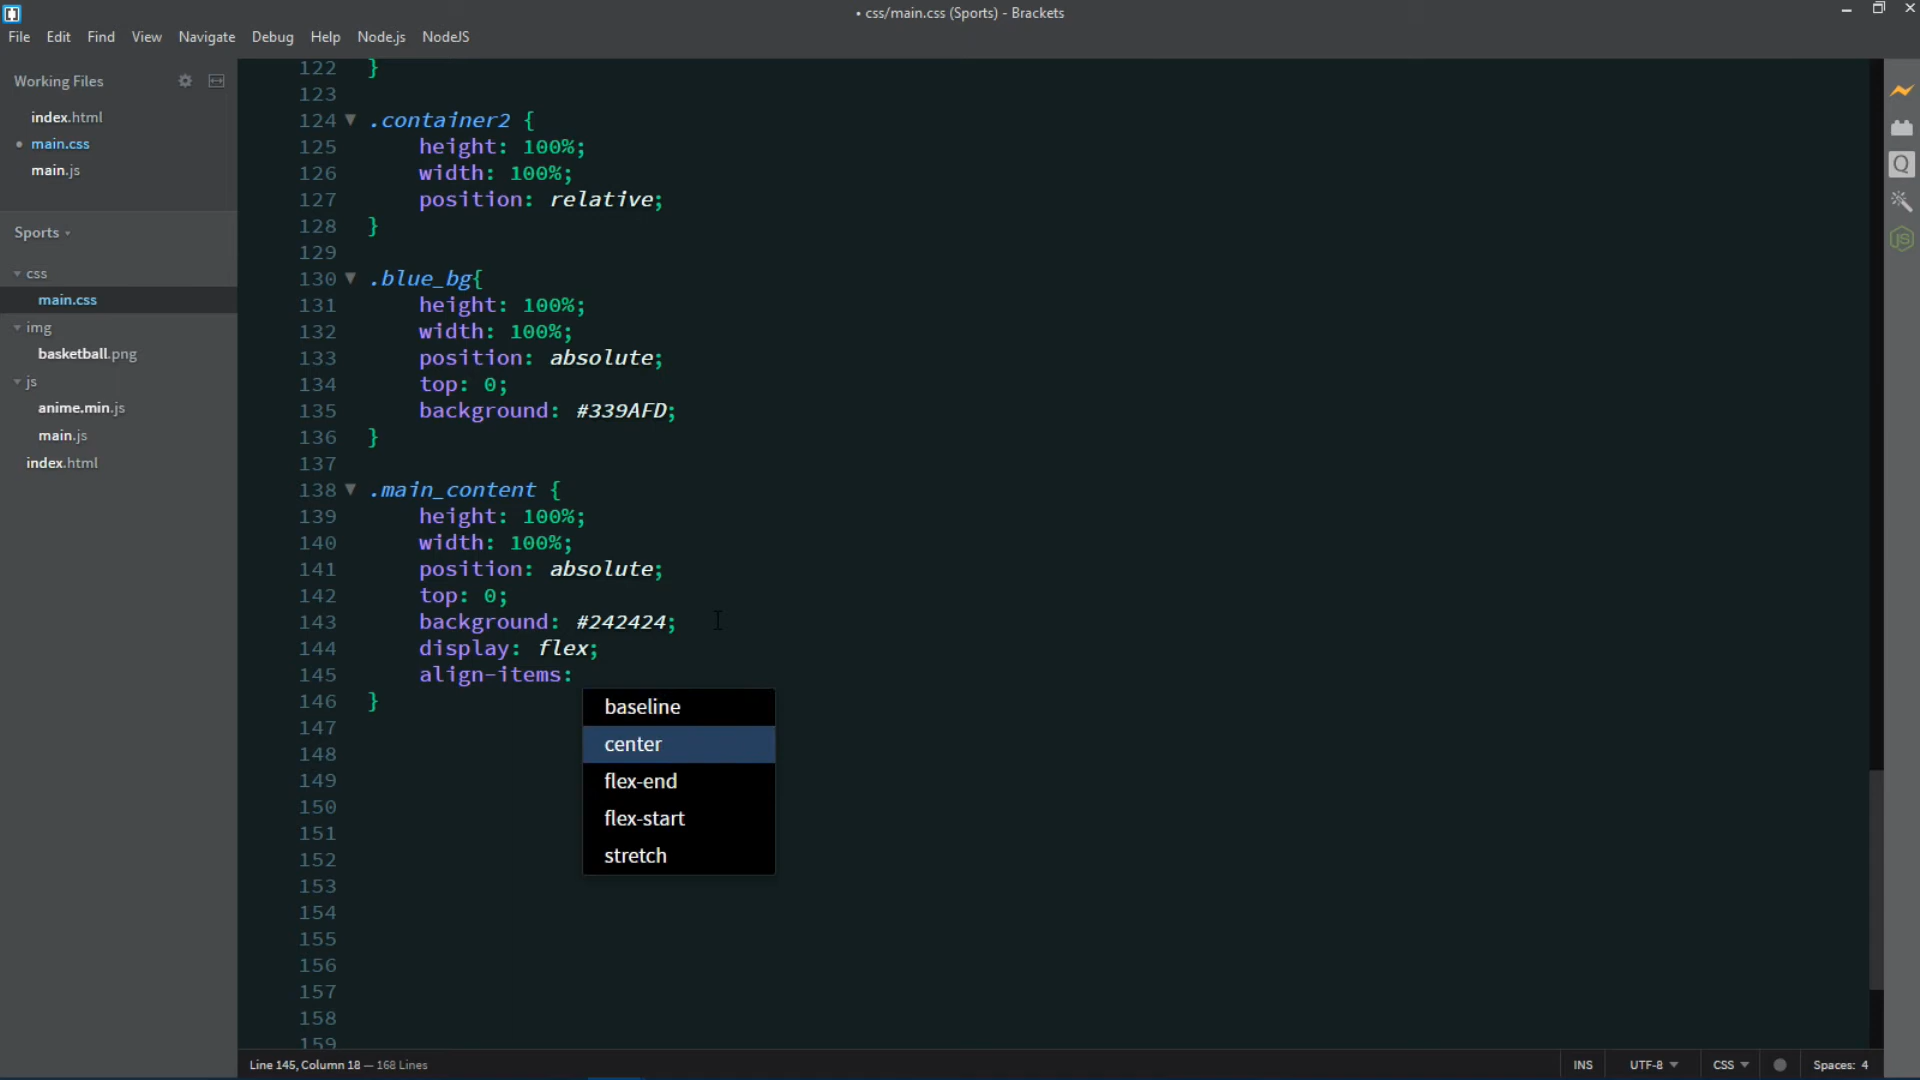 • css/main.css (Sports) - Brackets
File Edit Find View Navigate Debug Help Node.js NodeJS
Working Files
index.html
• main.css
main.js
Sports
css
main.css
img
basketball.png
js
anime.min.js
main.js
index.html
122 }
123
124 .container2 {
125 height: 100%;
126 width: 100%;
127 position: relative;
128 }
129
130 .blue_bg{
131 height: 100%;
132 width: 100%;
133 position: absolute;
134 top: 0;
135 background: #339AFD;
136 }
137
138 .main_content {
139 height: 100%;
140 width: 100%;
141 position: absolute;
142 top: 0;
143 background: #242424;
144 display: flex;
145 align-items:
146 }
147
148
149
150
151
152
153
154
155
156
157
158
159
baseline
center
flex-end
flex-start
stretch
Q
JS
Line 145, Column 18 — 168 Lines
INS UTF-8 CSS Spaces: 4